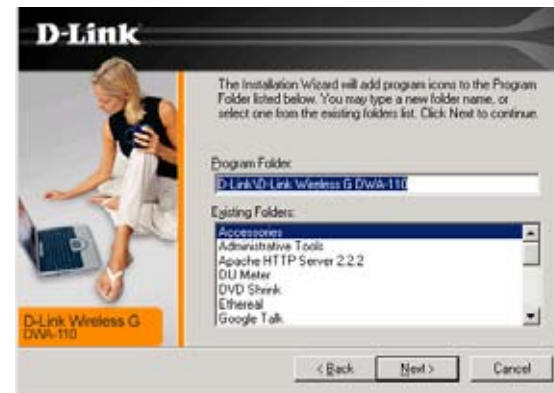 D-Link
The Installation Wizard will add program icons to the Program
Folder listed below. You may type a new folder name, or
select one from the existing folders list. Click Next to continue.
Program Folder:
D-Link\D-Link Wireless G DWA-110
Existing Folders:
Accessories
Administrative Tools
Apache HTTP Server 2.2.2
DU Meter
DVD Shrink
Ethereal
Google Talk
D-Link Wireless G
DWA-110
< Back
Next >
Cancel